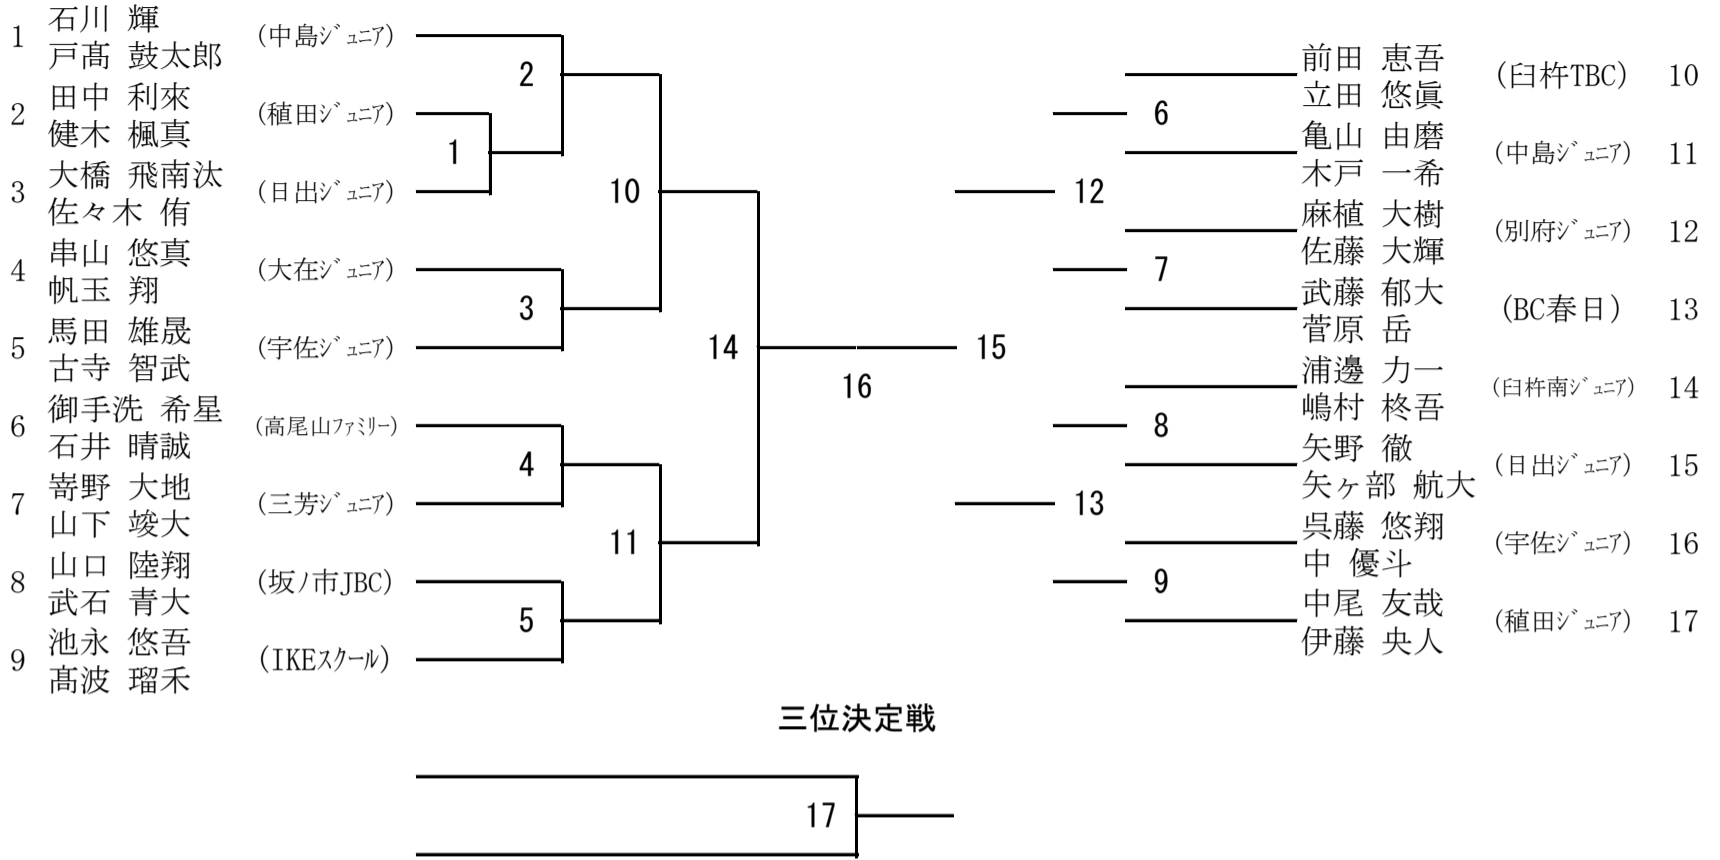 1 石川 輝 (中島ジュニア)
戸髙 鼓太郎
2 田中 利來 (稙田ジュニア)
健木 楓真
3 大橋 飛南汰 (日出ジュニア)
佐々木 侑
4 串山 悠真 (大在ジュニア)
帆玉 翔
5 馬田 雄晟 (宇佐ジュニア)
古寺 智武
6 御手洗 希星 (高尾山ファミリー)
石井 晴誠
7 嵜野 大地 (三芳ジュニア)
山下 竣大
8 山口 陸翔 (坂ノ市JBC)
武石 青大
9 池永 悠吾 (IKEスクール)
髙波 瑠禾
2
1
10
3
14
4
11
5
16
15
12
6
7
13
8
9
前田 恵吾 (臼杵TBC) 10
立田 悠眞
亀山 由磨 (中島ジュニア) 11
木戸 一希
麻植 大樹 (別府ジュニア) 12
佐藤 大輝
武藤 郁大 (BC春日) 13
菅原 岳
浦邊 力一 (臼杵南ジュニア) 14
嶋村 柊吾
矢野 徹 (日出ジュニア) 15
矢ヶ部 航大
呉藤 悠翔 (宇佐ジュニア) 16
中 優斗
中尾 友哉 (稙田ジュニア) 17
伊藤 央人
三位決定戦
17